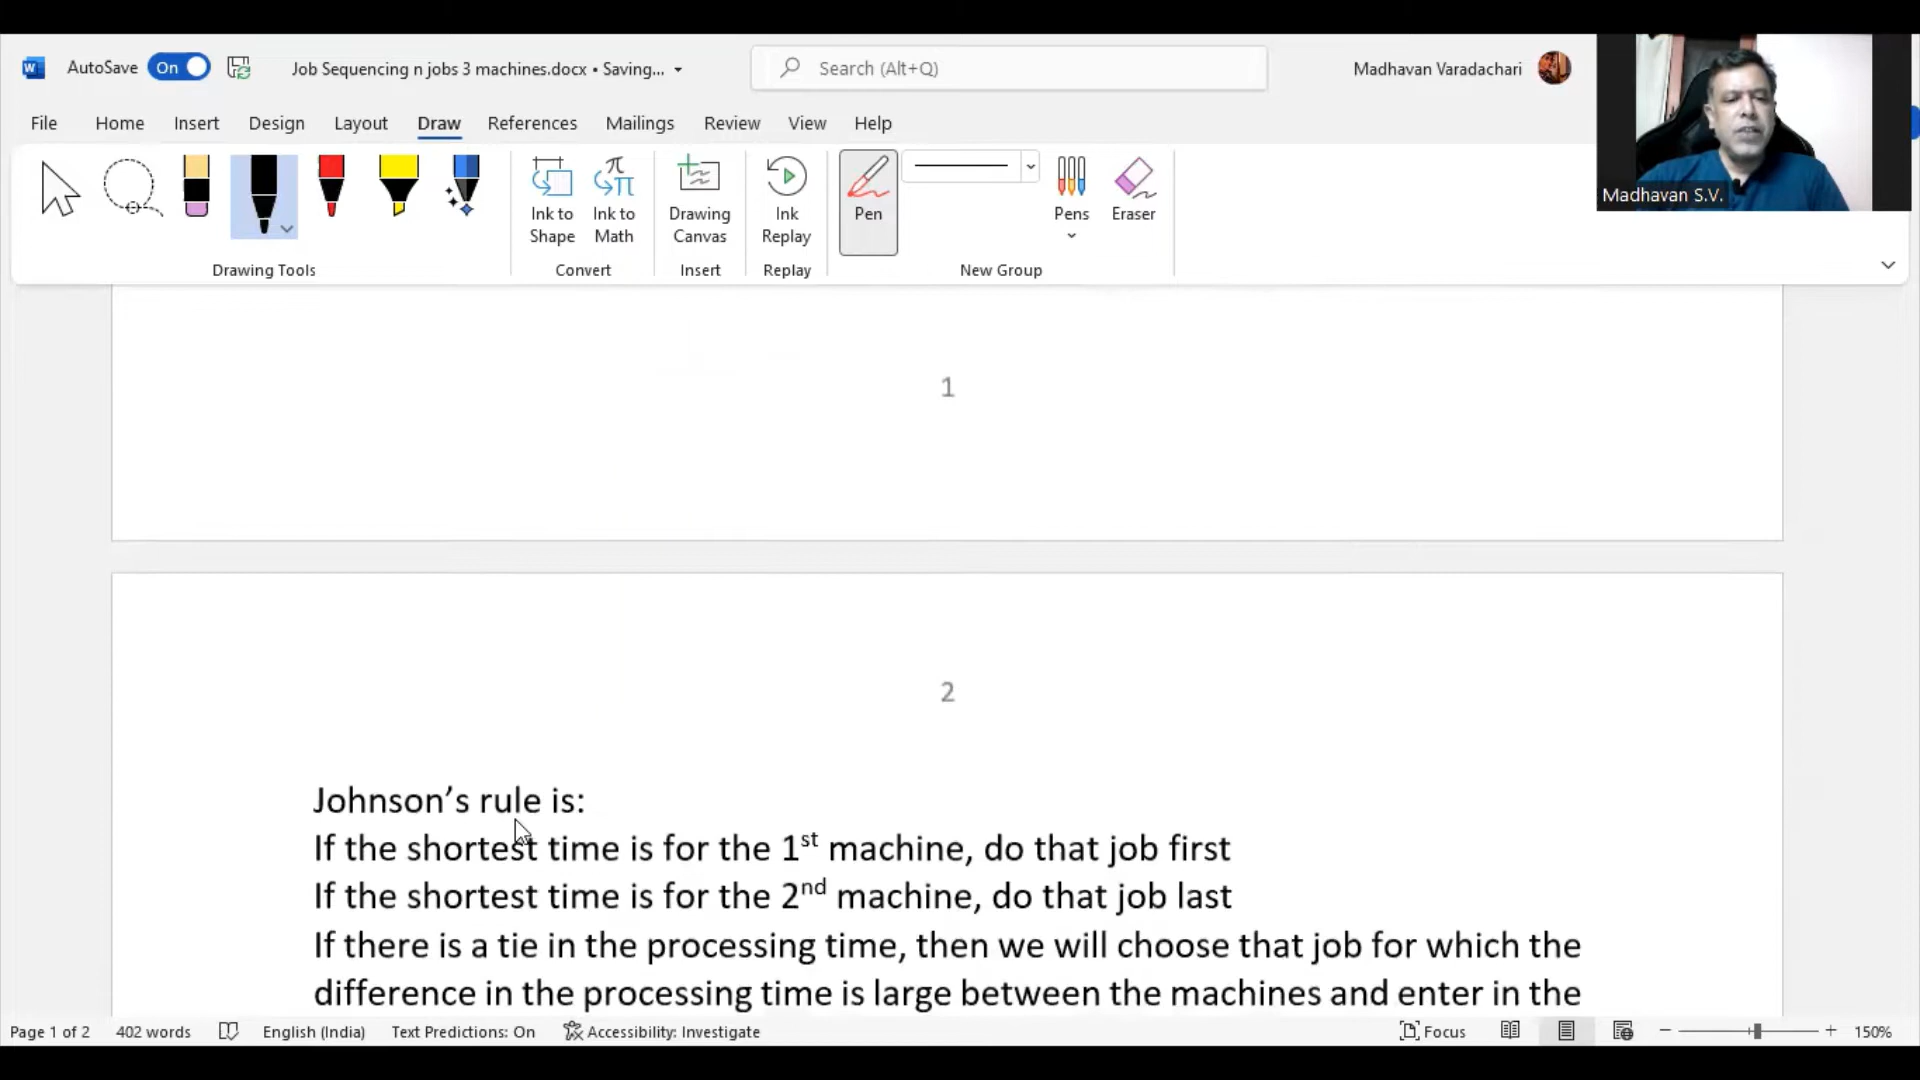 AutoSave On Job Sequencing n jobs 3 machines.docx • Saving... Search (Alt+Q) Madhavan Varadachari
File Home Insert Design Layout Draw References Mailings Review View Help
Madhavan S.V.
Ink to Shape
Ink to Math
Drawing Canvas
Ink Replay
Pen
Pens
Eraser
Drawing Tools Convert Insert Replay New Group
1
2
Johnson’s rule is:
If the shortest time is for the 1st machine, do that job first
If the shortest time is for the 2nd machine, do that job last
If there is a tie in the processing time, then we will choose that job for which the
difference in the processing time is large between the machines and enter in the
Page 1 of 2 402 words English (India) Text Predictions: On Accessibility: Investigate Focus 150%